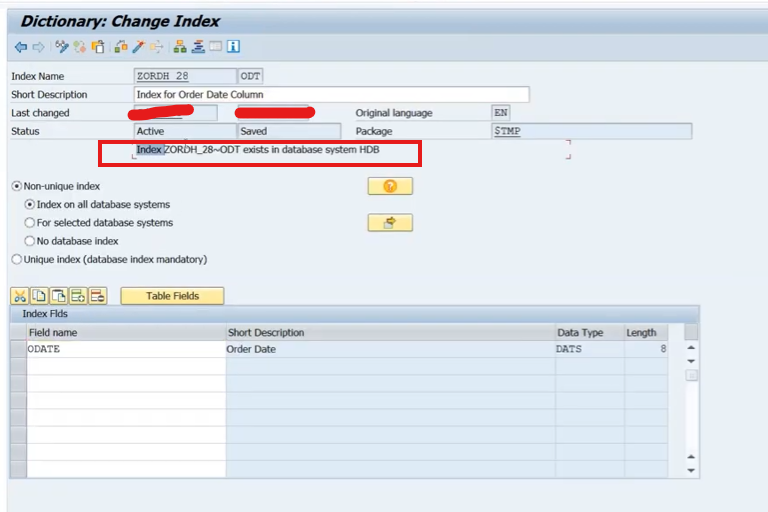 Dictionary: Change Index
Index Name ZORDH_28 ODT
Short Description Index for Order Date Column
Last changed Original language EN
Status Active Saved Package $TMP
Index ZORDH_28~ODT exists in database system HDB
Non-unique index
Index on all database systems
For selected database systems
No database index
Unique index (database index mandatory)
Table Fields
Index Flds
Field name Short Description Data Type Length
ODATE Order Date DATS 8